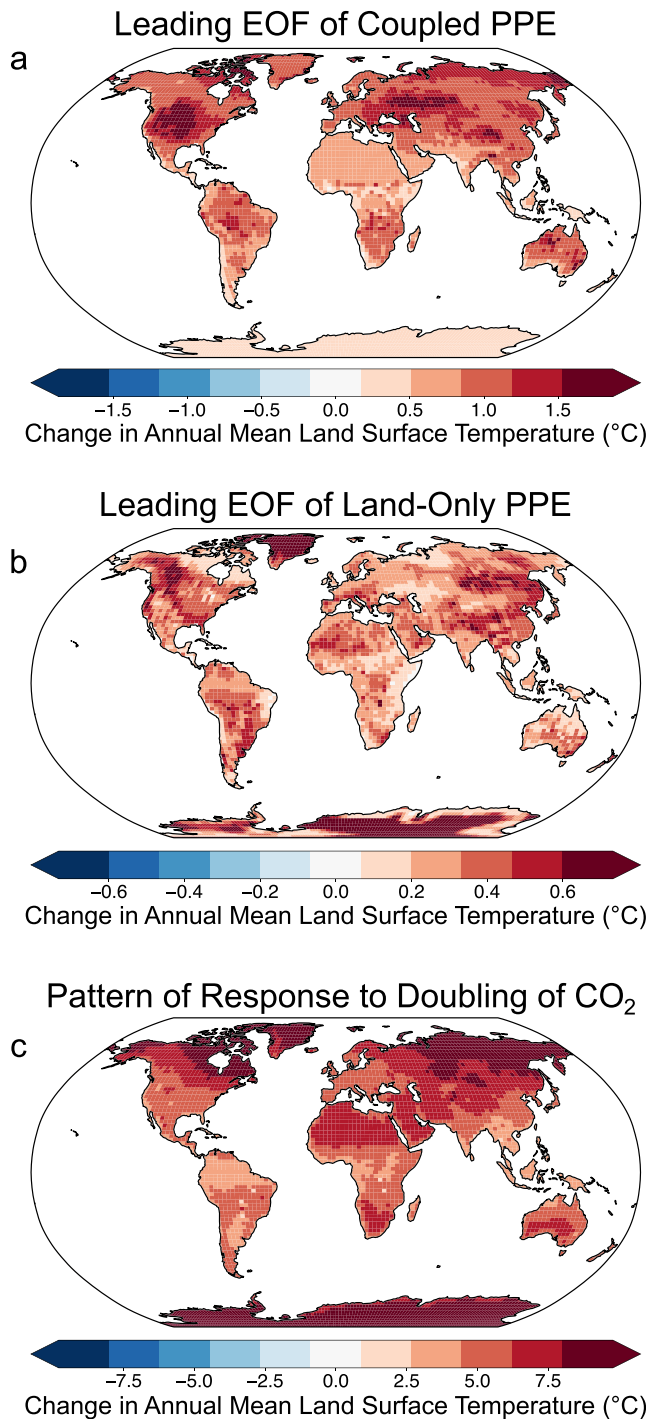 Leading EOF of Coupled PPE
a
−1.5 −1.0 −0.5 0.0 0.5 1.0 1.5
Change in Annual Mean Land Surface Temperature (°C)
Leading EOF of Land-Only PPE
b
−0.6 −0.4 −0.2 0.0 0.2 0.4 0.6
Change in Annual Mean Land Surface Temperature (°C)
Pattern of Response to Doubling of CO₂
c
−7.5 −5.0 −2.5 0.0 2.5 5.0 7.5
Change in Annual Mean Land Surface Temperature (°C)